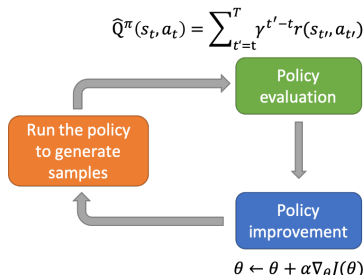 Q̂^π(s_t, a_t) = ∑_{t'=t}^{T} γ^{t'−t} r(s_{t'}, a_{t'})
Policy
evaluation
Run the policy
to generate
samples
Policy
improvement
θ ← θ + α∇_θ J(θ)